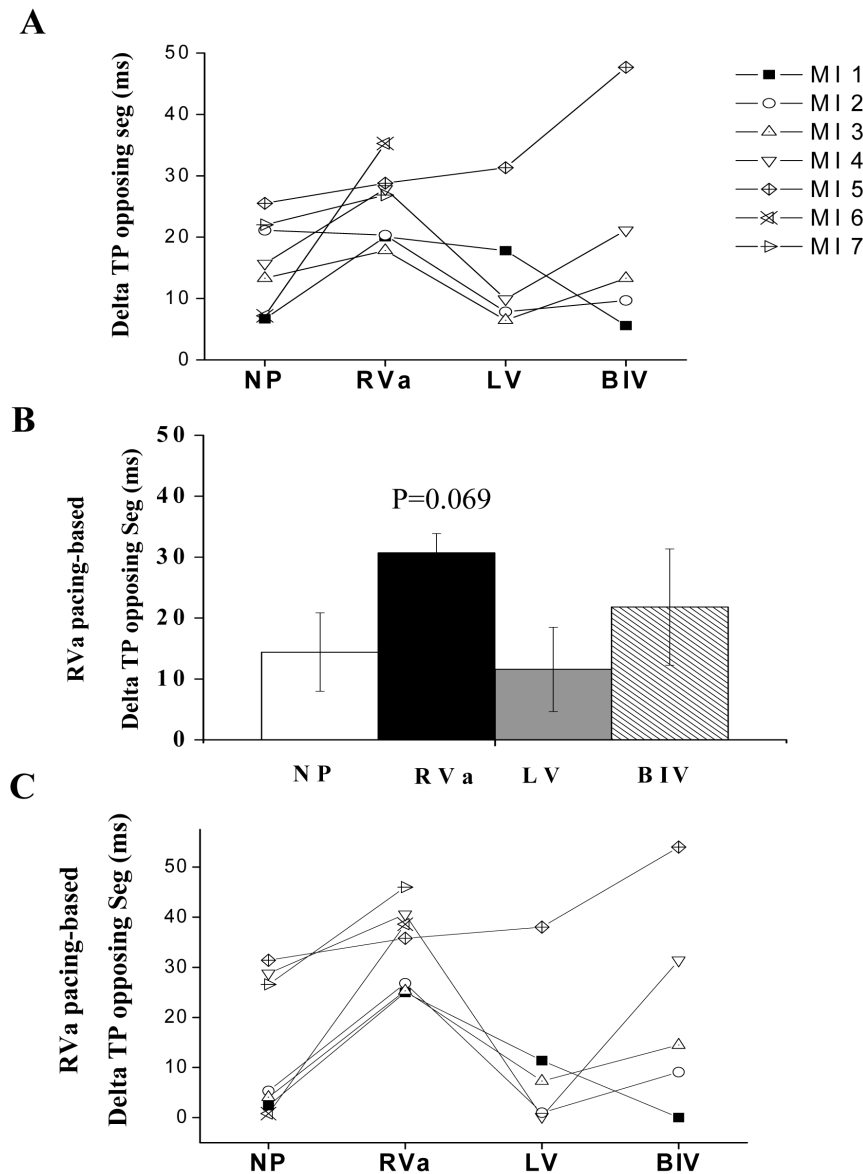 A
Delta TP opposing seg (ms)
50
40
30
20
10
0
NP RVa LV BIV
MI 1
MI 2
MI 3
MI 4
MI 5
MI 6
MI 7
B
RVa pacing-based
Delta TP opposing Seg (ms)
50
40
30
20
10
0
P=0.069
NP RVa LV BIV
C
RVa pacing-based
Delta TP opposing Seg (ms)
50
40
30
20
10
0
NP RVa LV BIV